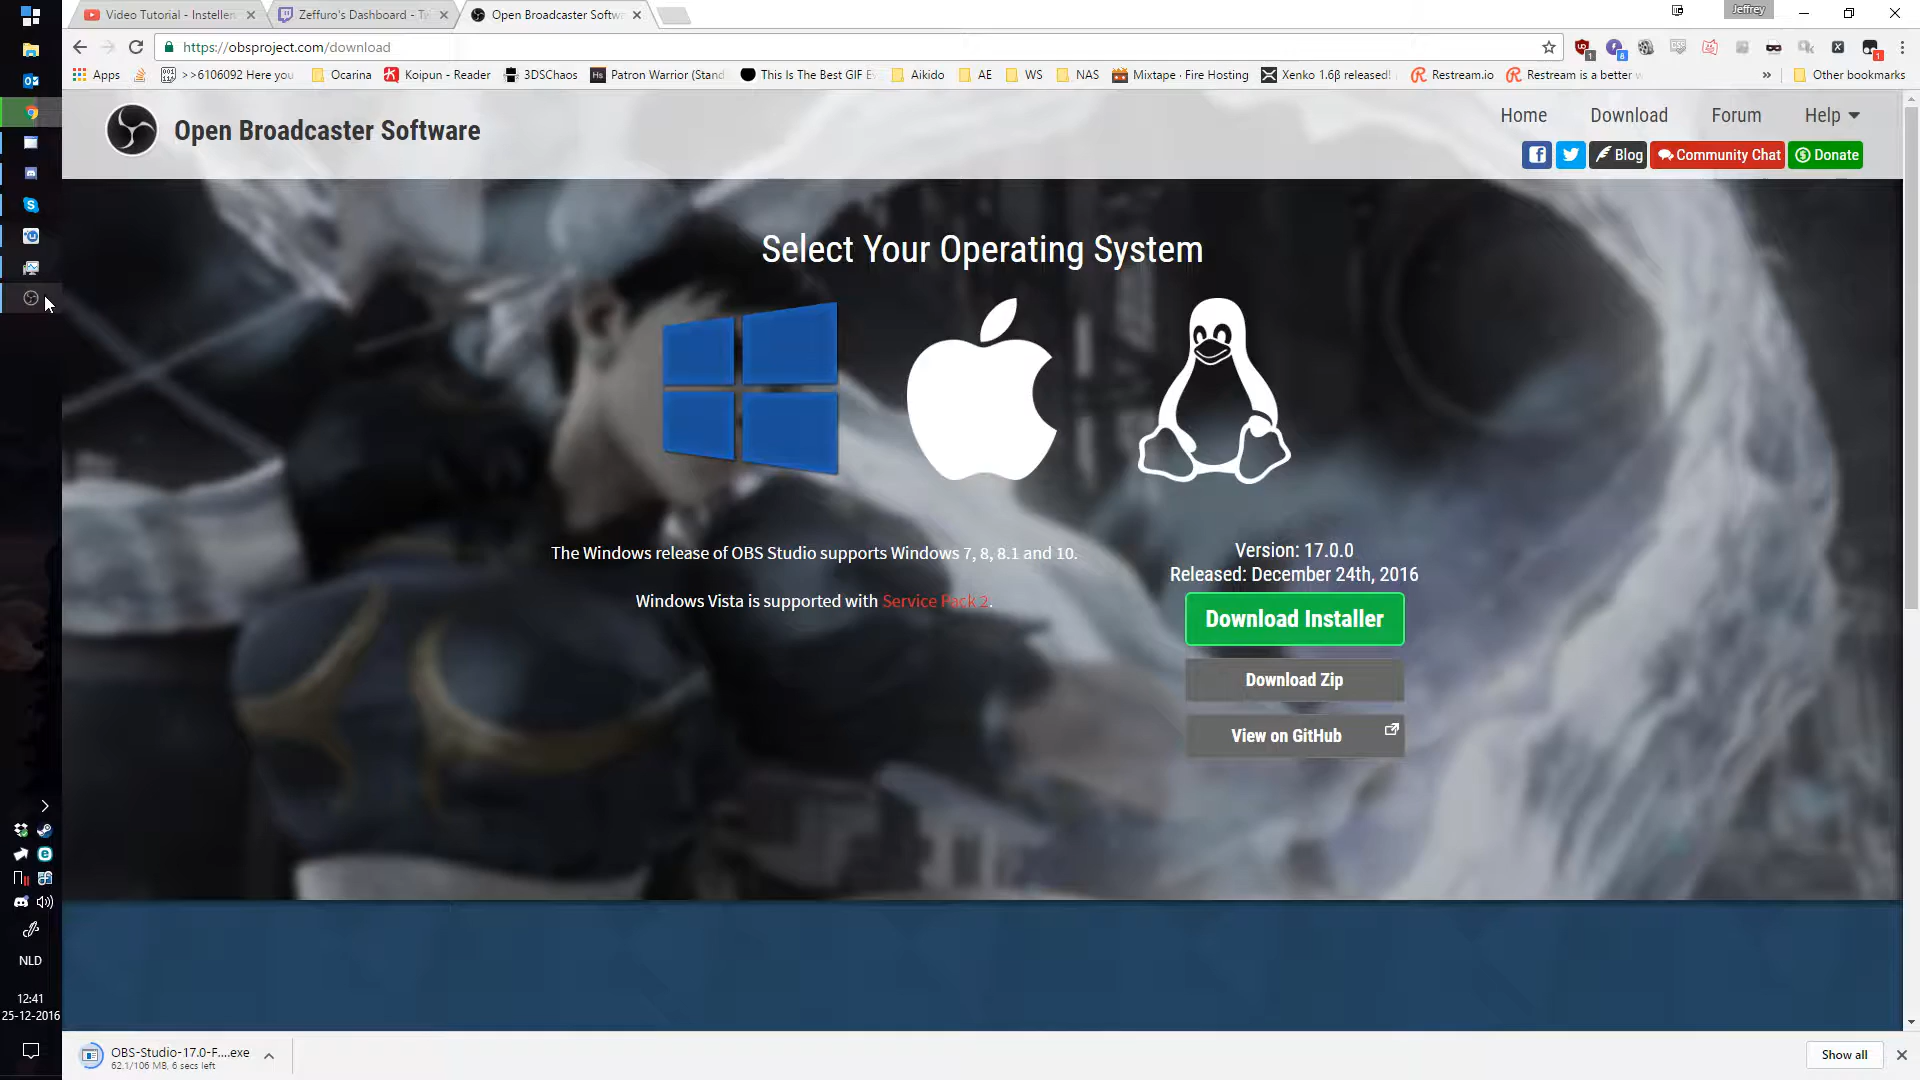 Video Tutorial - Instellen
Zeffuro's Dashboard - Tw
Open Broadcaster Softw
Jeffrey
https://obsproject.com/download
Apps
>>6106092 Here you
Ocarina
Koipun - Reader
3DSChaos
Patron Warrior (Stand
This Is The Best GIF E
Aikido
AE
WS
NAS
Mixtape · Fire Hosting
Xenko 1.6β released!
Restream.io
Restream is a better w
»
Other bookmarks
Open Broadcaster Software
Home
Download
Forum
Help
Blog
Community Chat
Donate
Select Your Operating System
The Windows release of OBS Studio supports Windows 7, 8, 8.1 and 10.
Windows Vista is supported with Service Pack 2.
Version: 17.0.0
Released: December 24th, 2016
Download Installer
Download Zip
View on GitHub
NLD
12:41
25-12-2016
OBS-Studio-17.0-F....exe
62.1/106 MB, 6 secs left
Show all